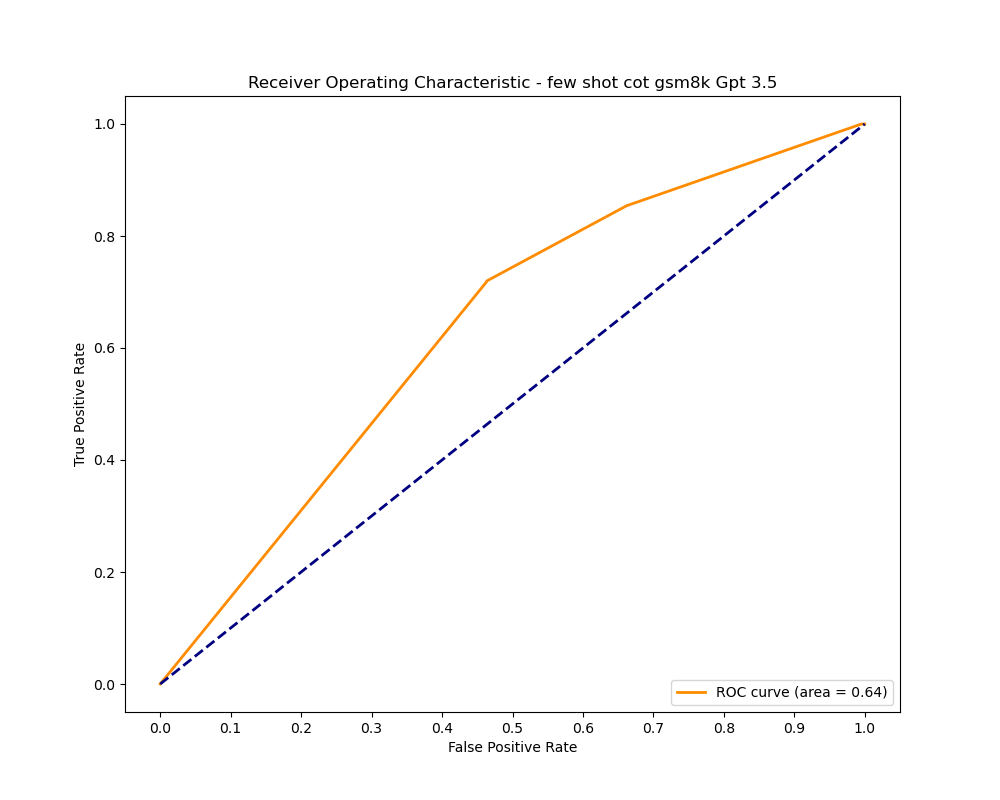 Receiver Operating Characteristic - few shot cot gsm8k Gpt 3.5
1.0
0.8
0.6
0.4
0.2
0.0
True Positive Rate
0.0 0.1 0.2 0.3 0.4 0.5 0.6 0.7 0.8 0.9 1.0
False Positive Rate
ROC curve (area = 0.64)